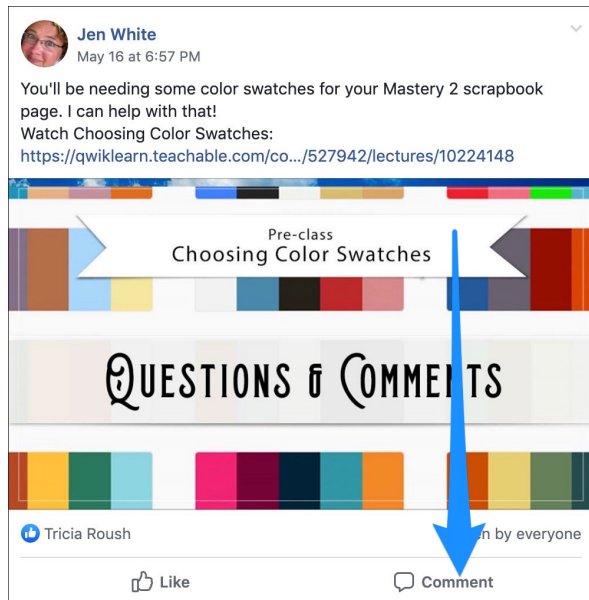 Jen White
May 16 at 6:57 PM
You'll be needing some color swatches for your Mastery 2 scrapbook
page. I can help with that!
Watch Choosing Color Swatches:
https://qwiklearn.teachable.com/co.../527942/lectures/10224148
Pre-class
Choosing Color Swatches
QUESTIONS & COMMENTS
Tricia Roush
by everyone
Like
Comment